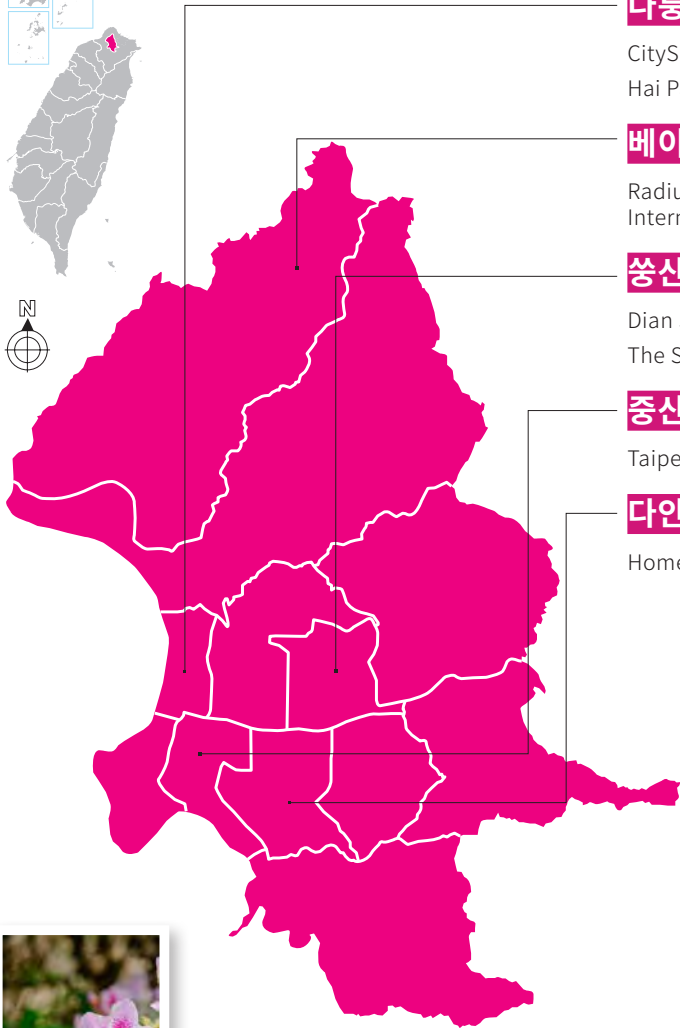 CityS
Hai P
베이
Radiu
Intern
N
쑹산
Dian
The S
중산
Taipe
다안
Home